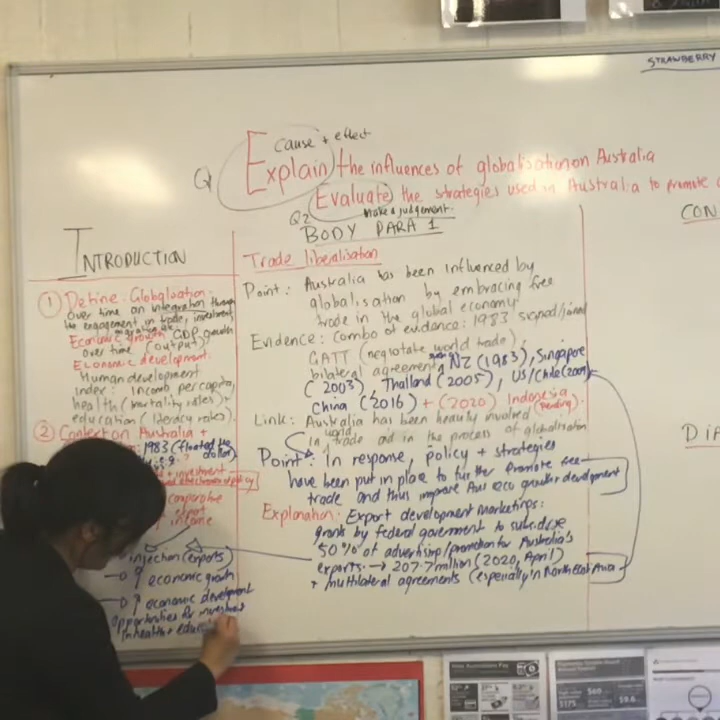 STRAWBERRY
Cause + effect
Q Explain the influences of globalisation on Australia
Evaluate the strategies used in Australia to promote
Q2 Make a judgement.
INTRODUCTION
① Define: Globalisation:
over time an integration through
the engagement in trade, investment
Economic growth GDP growth
over time (output)
Economic development:
Human development
index: income per capita,
health (mortality rates) +
education (literacy rates).
② Australia +
1983 (floated the
dollar)
investment
comparative
export
income
injection (exports)
economic growth
economic development
opportunities for
in health + edu
BODY PARA 1
Trade liberalisation
Point: Australia has been influenced by
globalisation by embracing free
trade in the global economy
Evidence: Combo of evidence: 1983 signed/joined
GATT (negotiate world trade),
bilateral agreements NZ (1983), Singapore
(2003), Thailand (2005), US/Chile (2009)
China (2016) + (2020) Indonesia
(Pending).
Link: Australia has been heavily involved
in world trade and in the process of globalisation
Point: In response, policy + strategies
have been put in place to further promote free
trade and thus improve Aus eco growth + development
Explanation: Export development marketings:
grants by federal government to subsidise
50% of advertising/promotion for Australia's
exports. → 207.7 million (2020, April)
+ multilateral agreements (especially in North East Asia)
CON